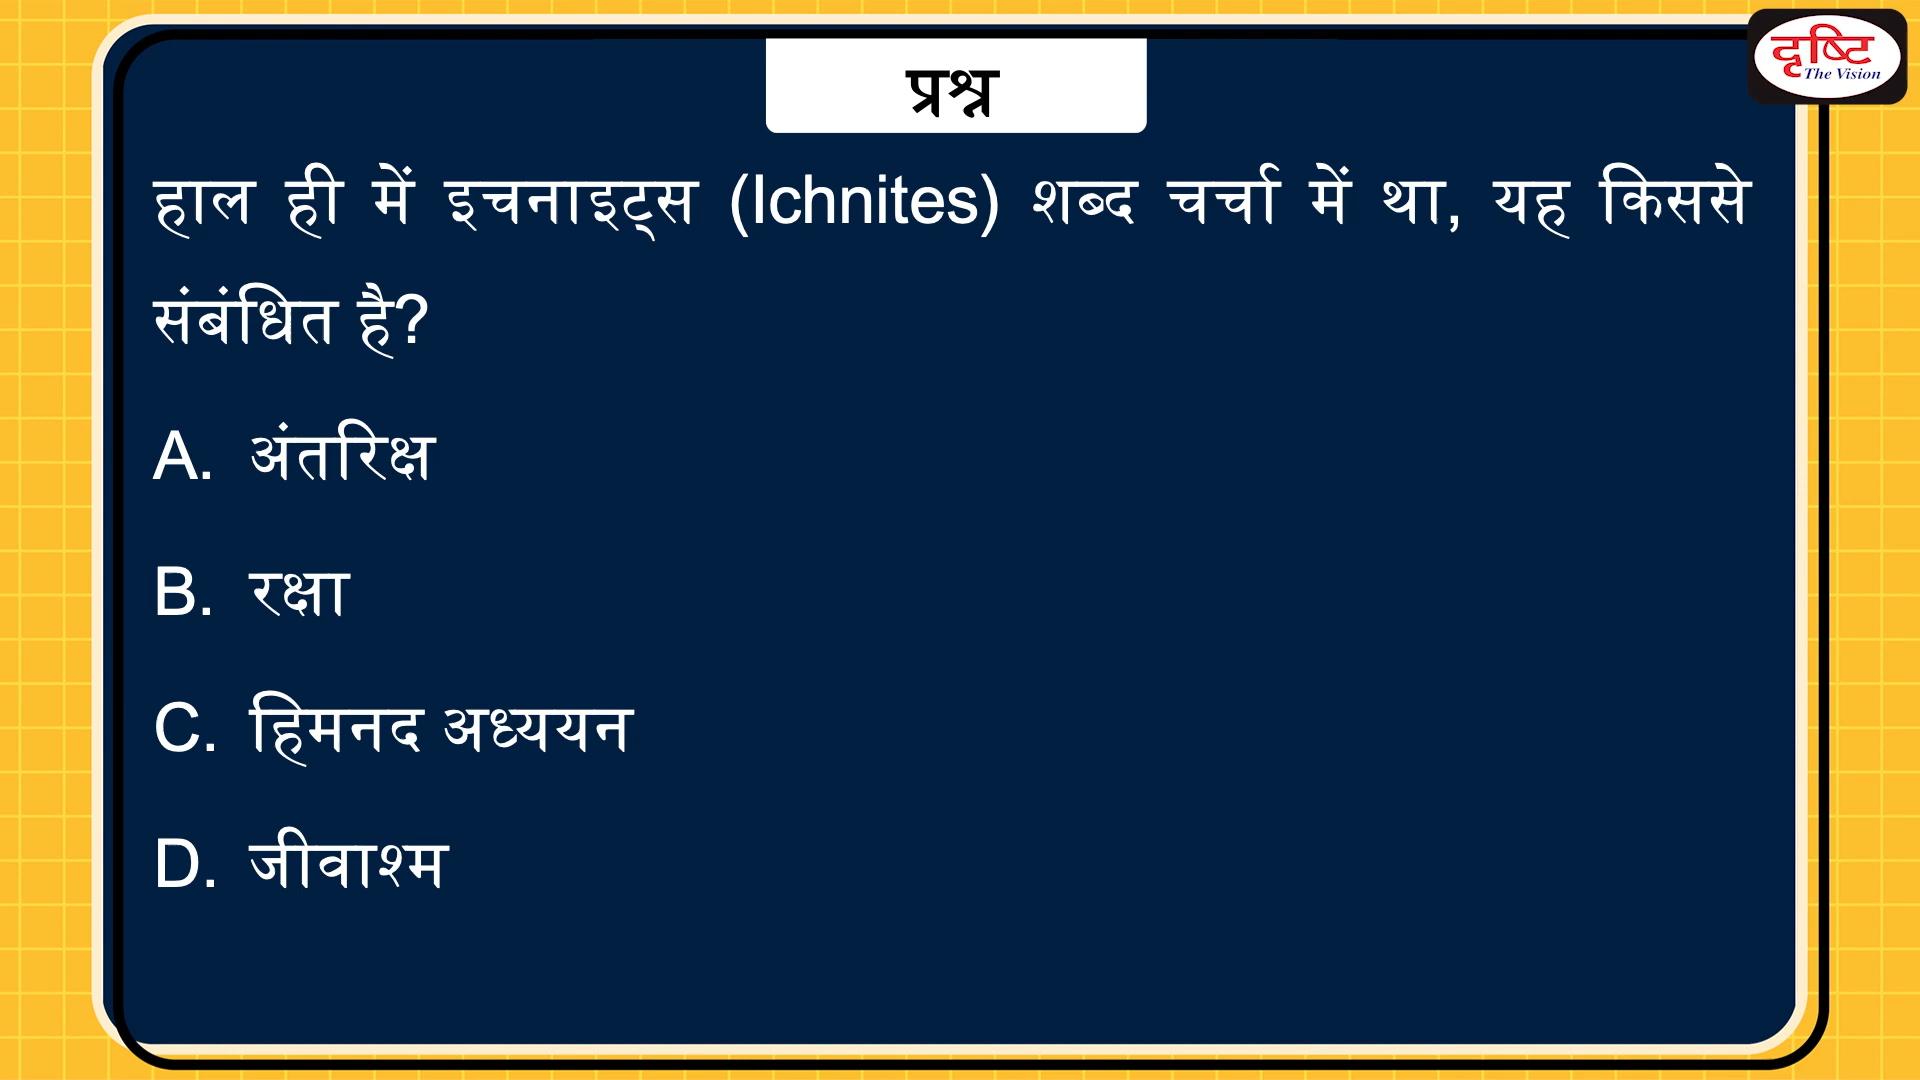 दृष्टि
The Vision
प्रश्न
हाल ही में इचनाइट्स (Ichnites) शब्द चर्चा में था, यह किससे
संबंधित है?
A. अंतरिक्ष
B. रक्षा
C. हिमनद अध्ययन
D. जीवाश्म